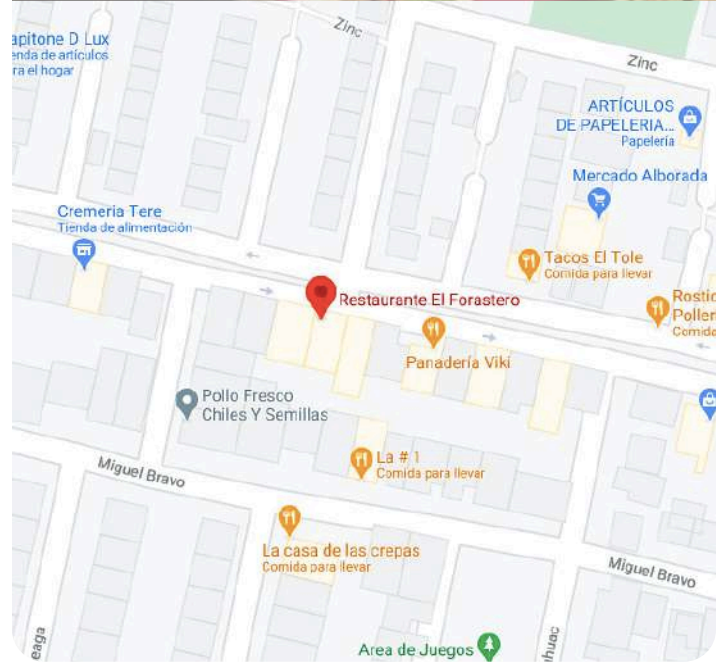 Zinc
Zinc
apitone D Lux
enda de artículos
ra el hogar
ARTÍCULOS
DE PAPELERIA...
Papelería
Mercado Alborada
Cremeria Tere
Tienda de alimentación
Tacos El Tole
Comida para llevar
Restaurante El Forastero
Rostic
Poller
Comida
Panadería Viki
Pollo Fresco
Chiles Y Semillas
La # 1
Comida para llevar
Miguel Bravo
La casa de las crepas
Comida para llevar
Miguel Bravo
Area de Juegos
eaga
ahuac